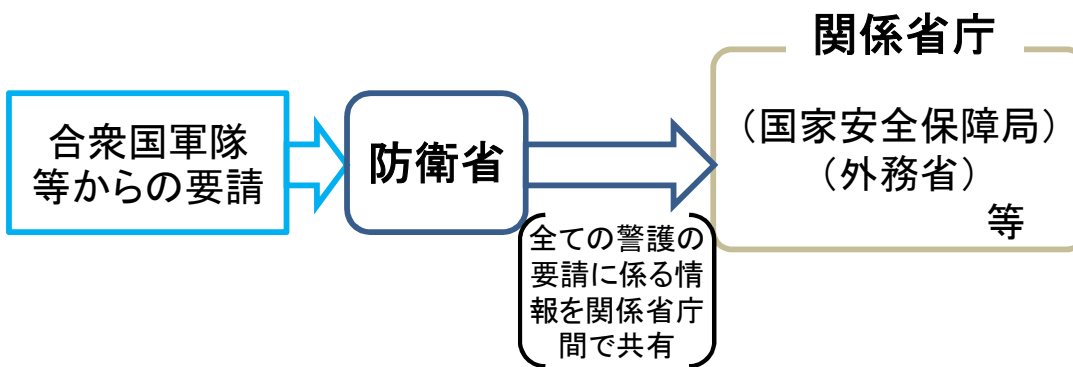 合衆国軍隊
等からの要請
防衛省
全ての警護の
要請に係る情
報を関係省庁
間で共有
関係省庁
（国家安全保障局）
（外務省）
等